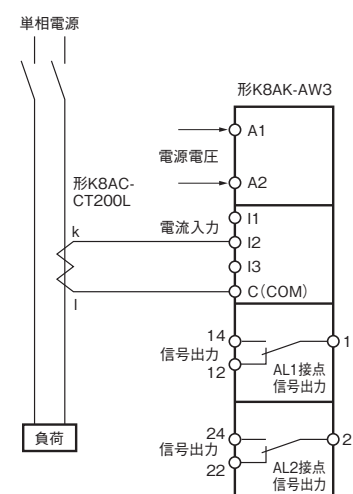 単相電源
形K8AK-AW3
A1
電源電圧
A2
形K8AC-
CT200L
I1
k
電流入力
I2
I3
C（COM）
l
14
1
信号出力
12
AL1接点
信号出力
24
2
信号出力
22
AL2接点
信号出力
負荷